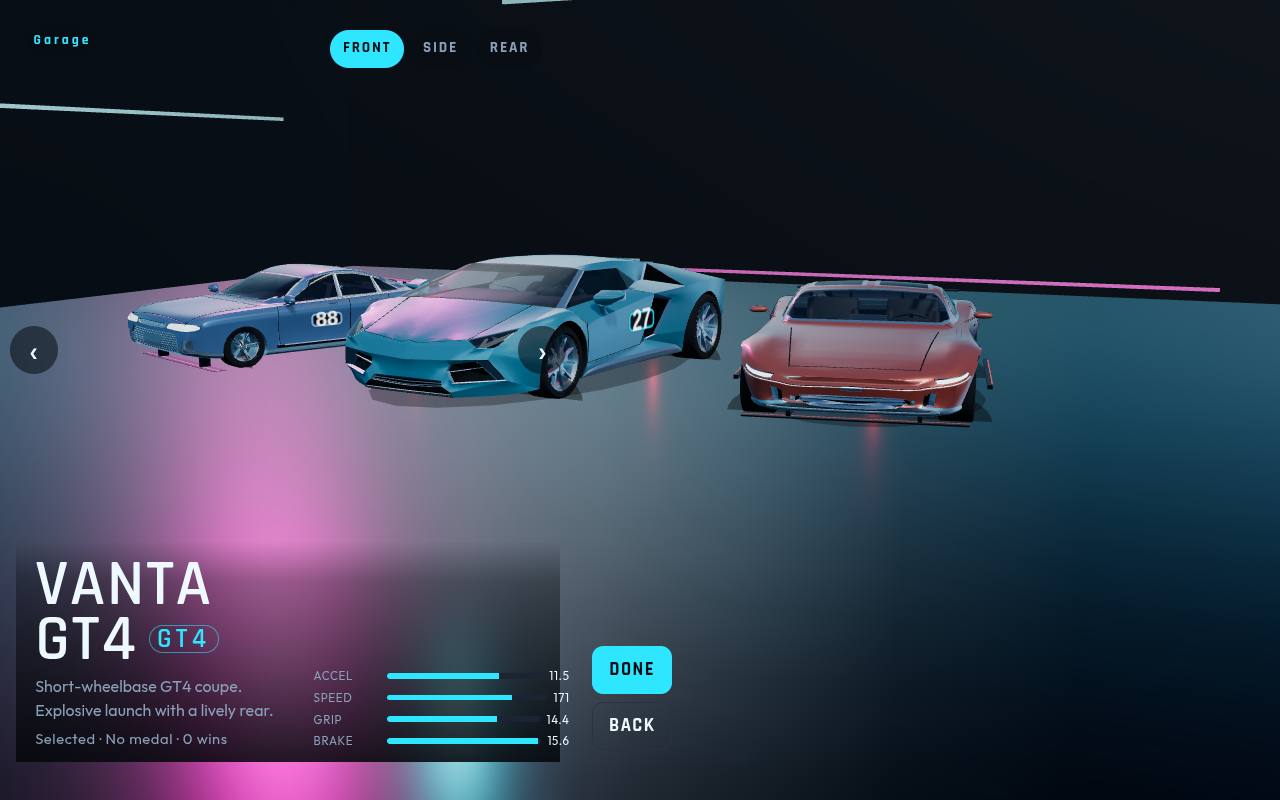 Garage
FRONT SIDE REAR
88
27
‹ ›
VANTA
GT4 GT4
Short-wheelbase GT4 coupe.
Explosive launch with a lively rear.
Selected · No medal · 0 wins
ACCEL 11.5
SPEED 171
GRIP 14.4
BRAKE 15.6
DONE
BACK